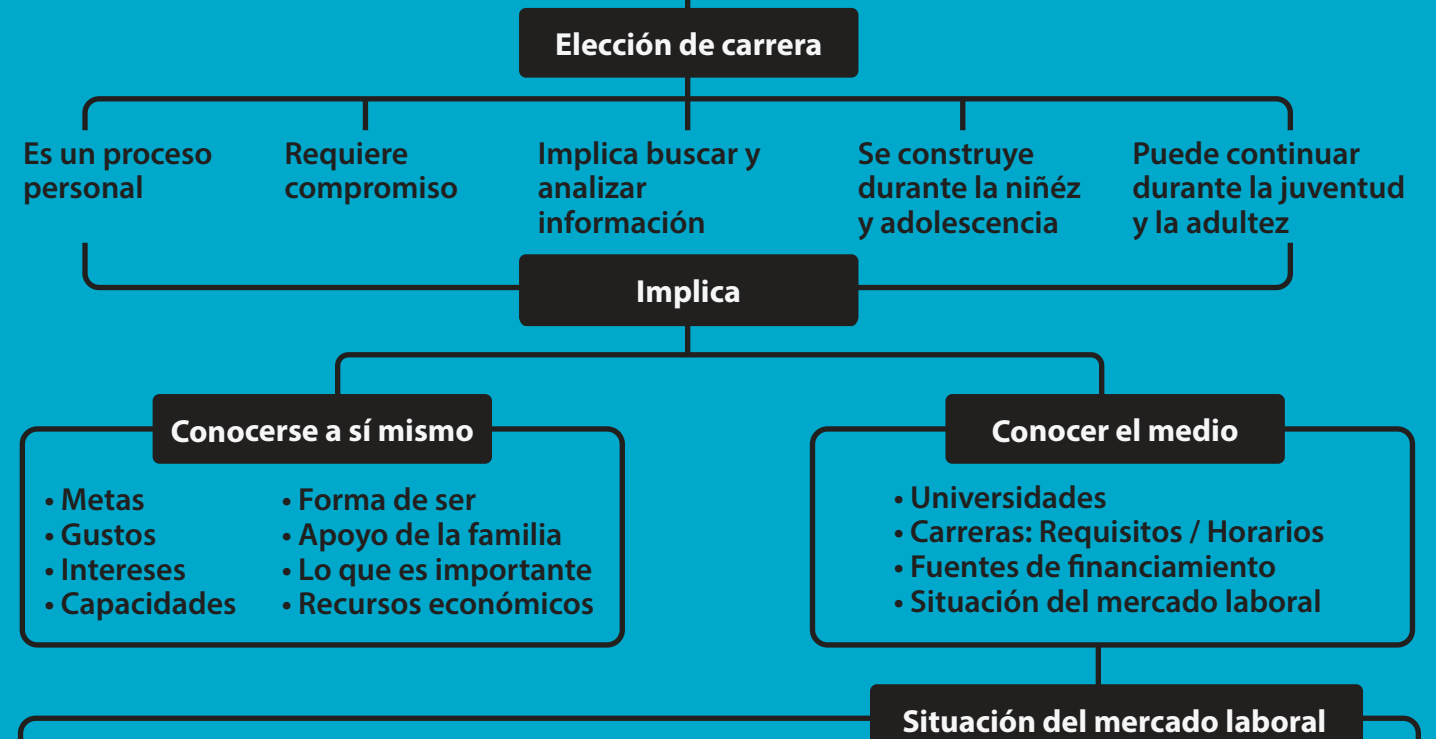 Elección de carrera
Es un proceso
personal
Requiere
compromiso
Implica buscar y
analizar
información
Se construye
durante la niñéz
y adolescencia
Puede continuar
durante la juventud
y la adultez
Implica
Conocerse a sí mismo
• Metas
• Gustos
• Intereses
• Capacidades
• Forma de ser
• Apoyo de la familia
• Lo que es importante
• Recursos económicos
Conocer el medio
• Universidades
• Carreras: Requisitos / Horarios
• Fuentes de financiamiento
• Situación del mercado laboral
Situación del mercado laboral